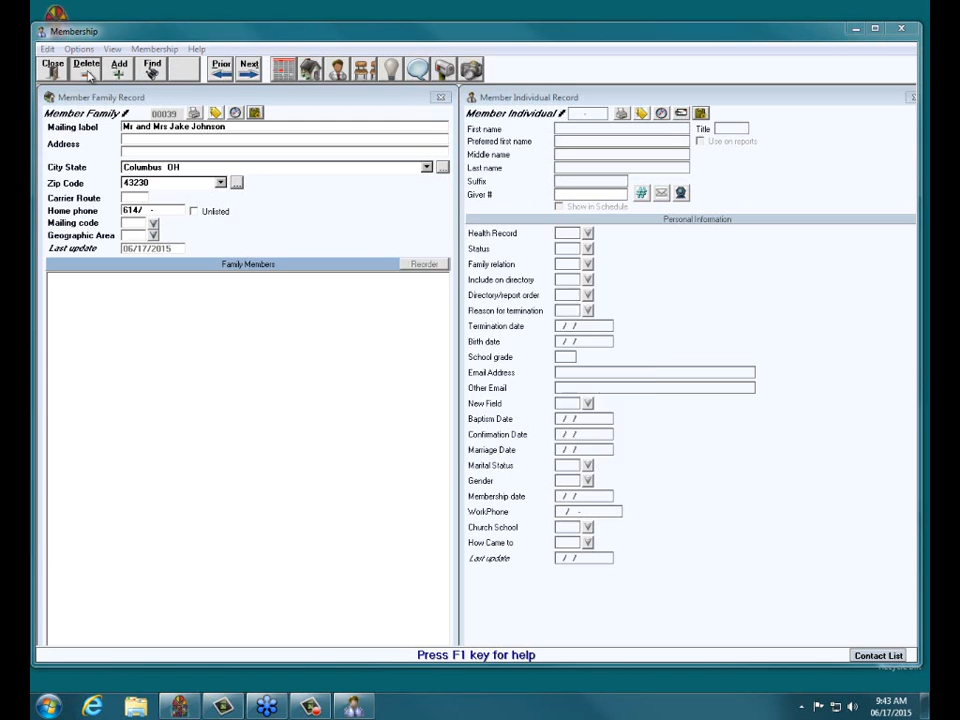 Membership
Edit Options View Membership Help
Close Delete Add Find Prior Next
Member Family Record
Member Family # 00039
Mailing label Mr and Mrs Jake Johnson
Address
City State Columbus OH
Zip Code 43230
Carrier Route
Home phone 614/ - Unlisted
Mailing code
Geographic Area
Last update 06/17/2015
Family Members Reorder
Member Individual Record
Member Individual # -
First name Title
Preferred first name Use on reports
Middle name
Last name
Suffix
Giver #
Show in Schedule
Personal Information
Health Record
Status
Family relation
Include on directory
Directory/report order
Reason for termination
Termination date / /
Birth date / /
School grade
Email Address
Other Email
New Field
Baptism Date / /
Confirmation Date / /
Marriage Date / /
Marital Status
Gender
Membership date / /
WorkPhone / -
Church School
How Came to
Last update / /
Press F1 key for help
Contact List
9:43 AM
06/17/2015